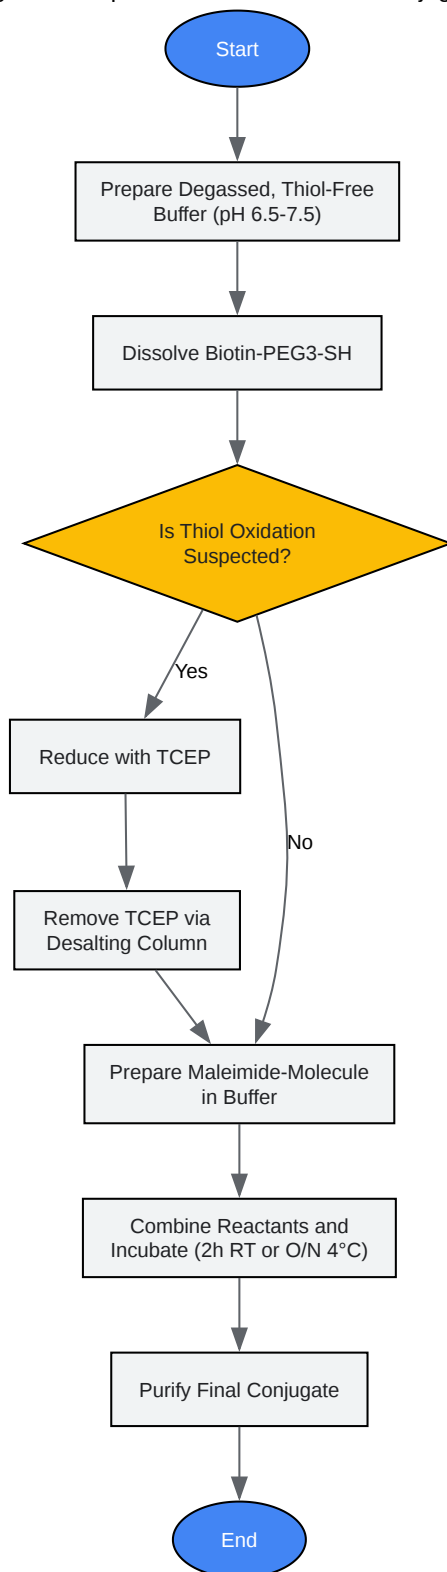 Start
Prepare Degassed, Thiol-Free
Buffer (pH 6.5-7.5)
Dissolve Biotin-PEG3-SH
Is Thiol Oxidation
Suspected?
Yes
Reduce with TCEP
No
Remove TCEP via
Desalting Column
Prepare Maleimide-Molecule
in Buffer
Combine Reactants and
Incubate (2h RT or O/N 4°C)
Purify Final Conjugate
End